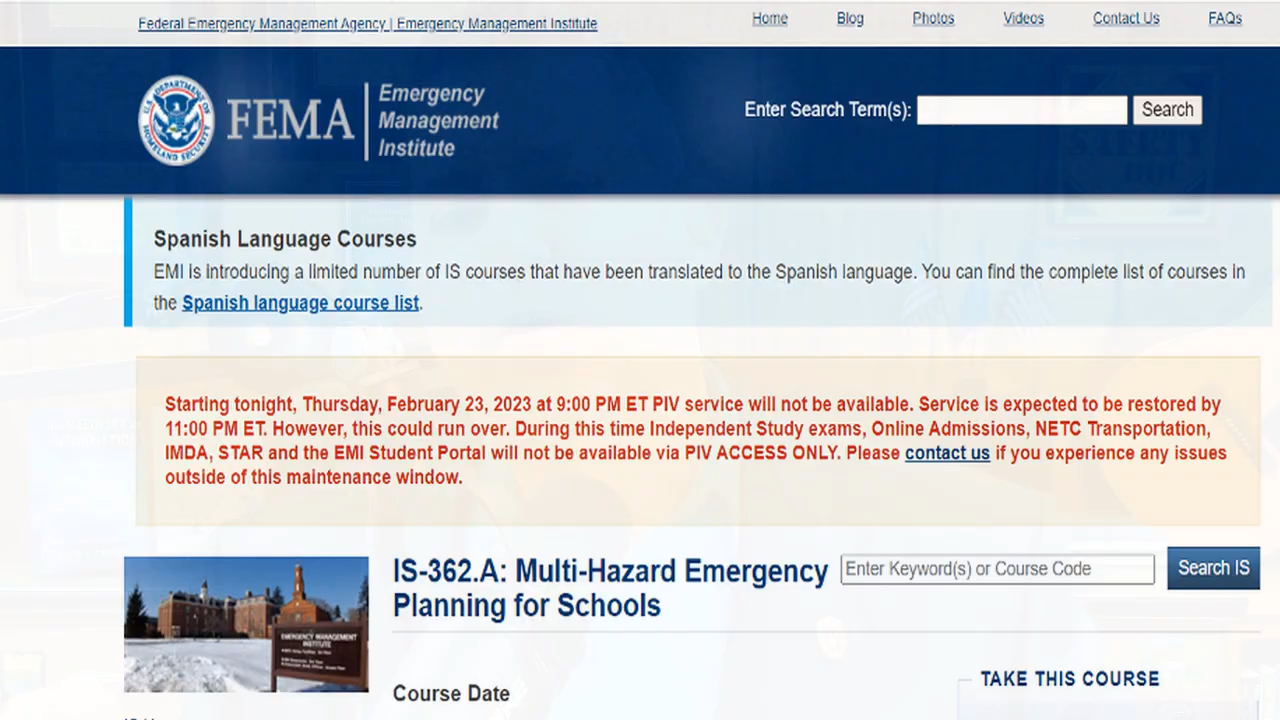 Federal Emergency Management Agency | Emergency Management Institute
Home Blog Photos Videos Contact Us FAQs
U.S. DEPARTMENT OF HOMELAND SECURITY
FEMA
Emergency
Management
Institute
Enter Search Term(s):
Search
Spanish Language Courses
EMI is introducing a limited number of IS courses that have been translated to the Spanish language. You can find the complete list of courses in
the Spanish language course list.
Starting tonight, Thursday, February 23, 2023 at 9:00 PM ET PIV service will not be available. Service is expected to be restored by
11:00 PM ET. However, this could run over. During this time Independent Study exams, Online Admissions, NETC Transportation,
IMDA, STAR and the EMI Student Portal will not be available via PIV ACCESS ONLY. Please contact us if you experience any issues
outside of this maintenance window.
EMERGENCY MANAGEMENT
INSTITUTE
IS-362.A: Multi-Hazard Emergency
Planning for Schools
Enter Keyword(s) or Course Code
Search IS
TAKE THIS COURSE
Course Date